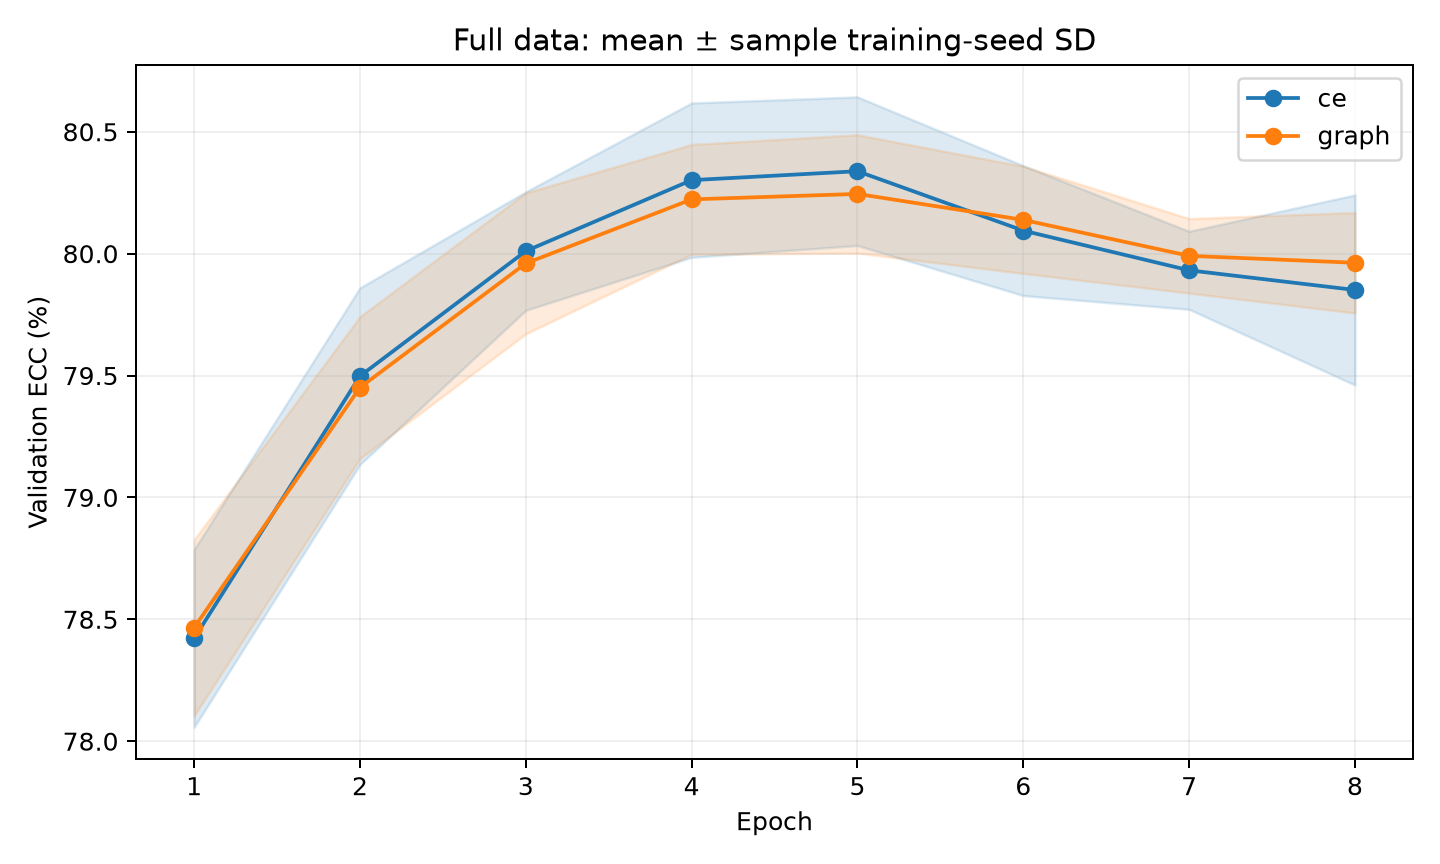 Full data: mean ± sample training-seed SD
ce
graph
Validation ECC (%)
80.5
80.0
79.5
79.0
78.5
78.0
1 2 3 4 5 6 7 8
Epoch